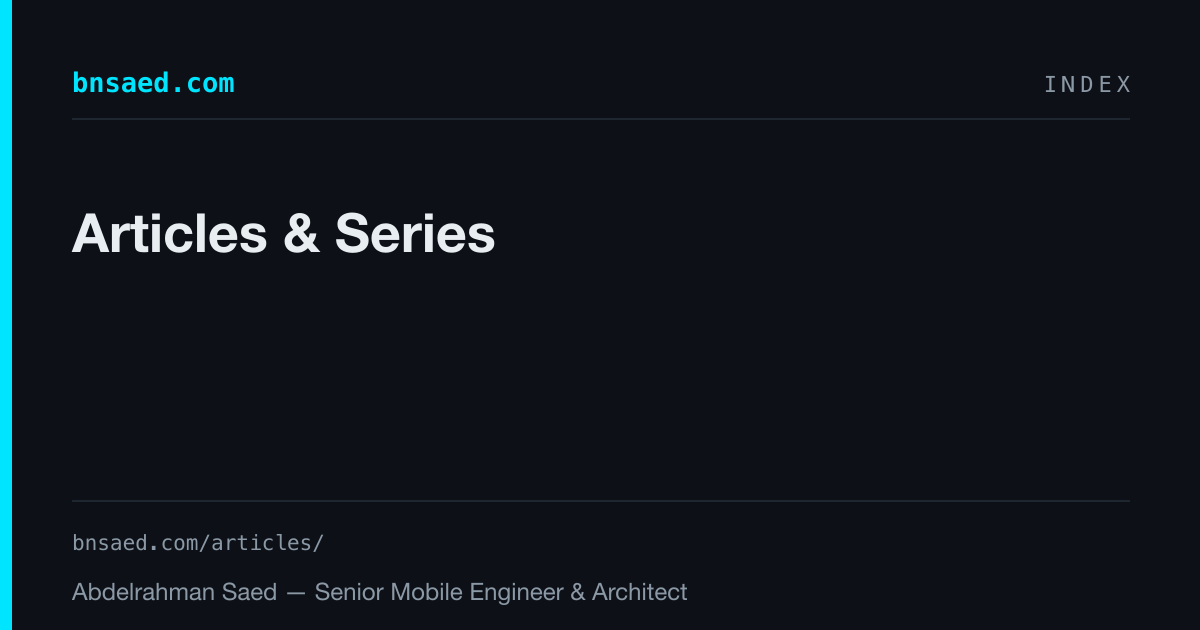 bnsaed.com
INDEX
Articles & Series
bnsaed.com/articles/
Abdelrahman Saed — Senior Mobile Engineer & Architect